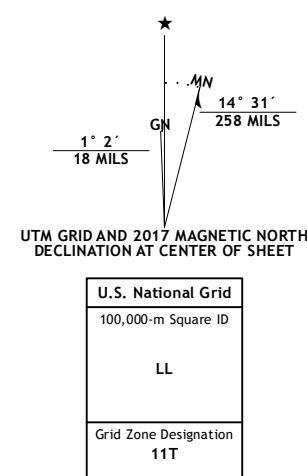 MN
GN
1° 2´
18 MILS
14° 31´
258 MILS
UTM GRID AND 2017 MAGNETIC NORTH
DECLINATION AT CENTER OF SHEET
U.S. National Grid
100,000-m Square ID
LL
Grid Zone Designation
11T